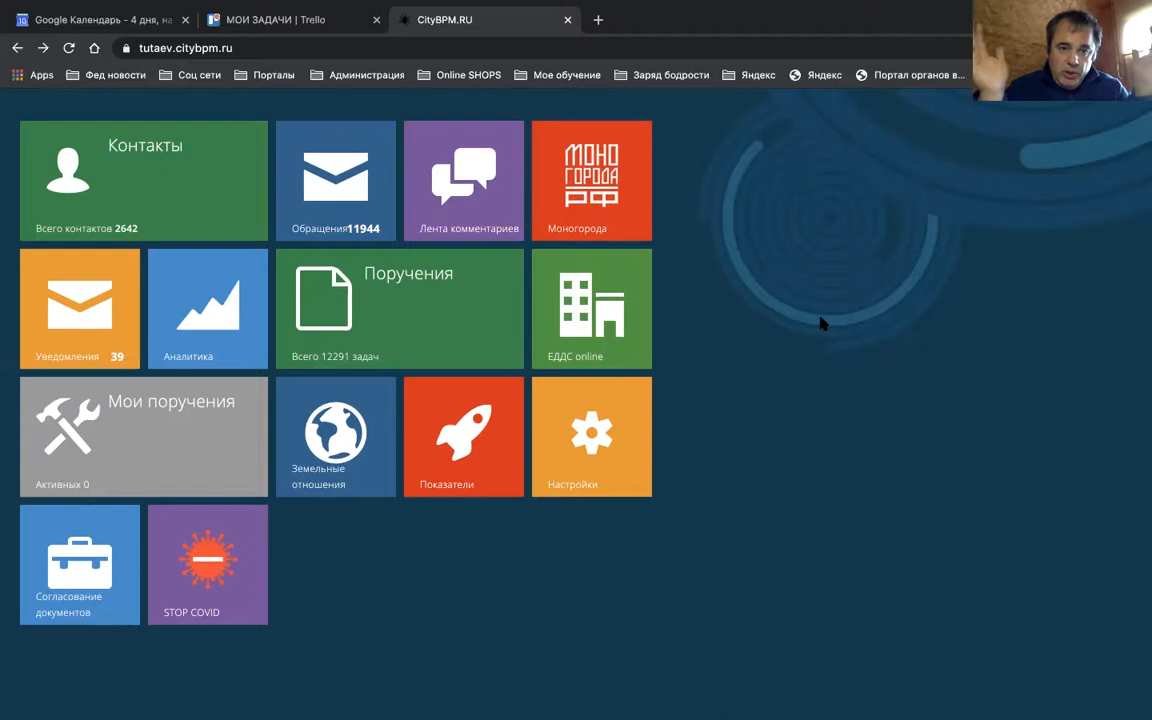 Google Календарь - 4 дня, на
МОИ ЗАДАЧИ | Trello
CityBPM.RU
tutaev.citybpm.ru
Apps
Фед новости
Соц сети
Порталы
Администрация
Online SHOPS
Мое обучение
Заряд бодрости
Яндекс
Яндекс
Портал органов в...
Контакты
Всего контактов 2642
Обращения11944
Лента комментариев
МОНО
ГОРОДА
РФ
Моногорода
Уведомления 39
Аналитика
Поручения
Всего 12291 задач
ЕДДС online
Мои поручения
Активных 0
Земельные
отношения
Показатели
Настройки
Согласование
документов
STOP COVID